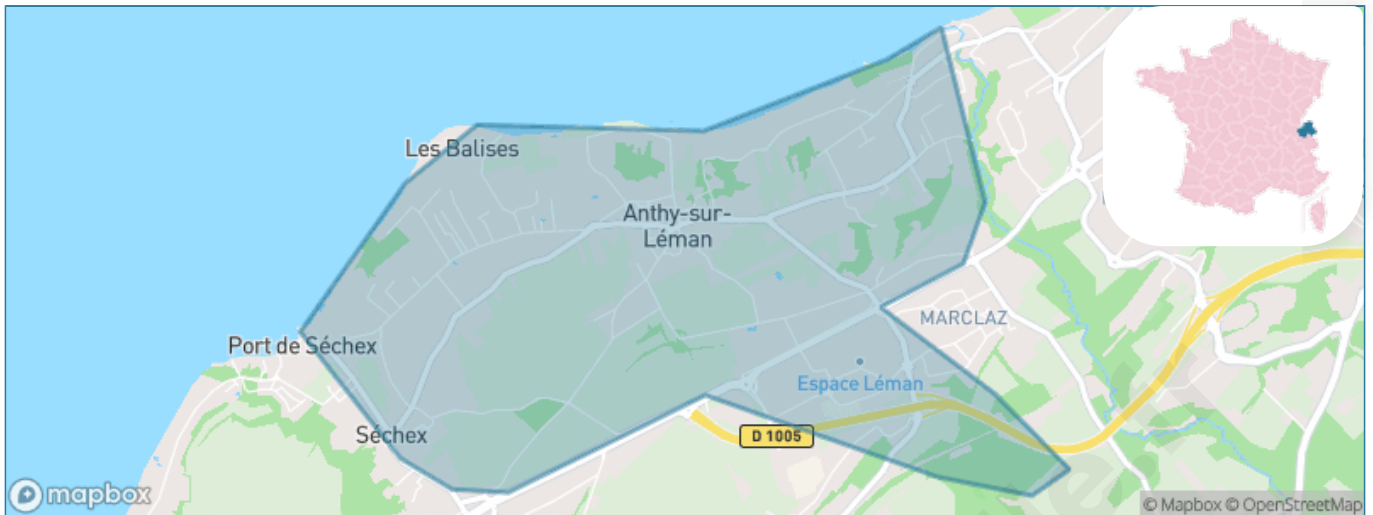 Les Balises
Anthy-sur-
Léman
MARCLAZ
Port de Séchex
Espace Léman
Séchex
D 1005
mapbox
© Mapbox © OpenStreetMap